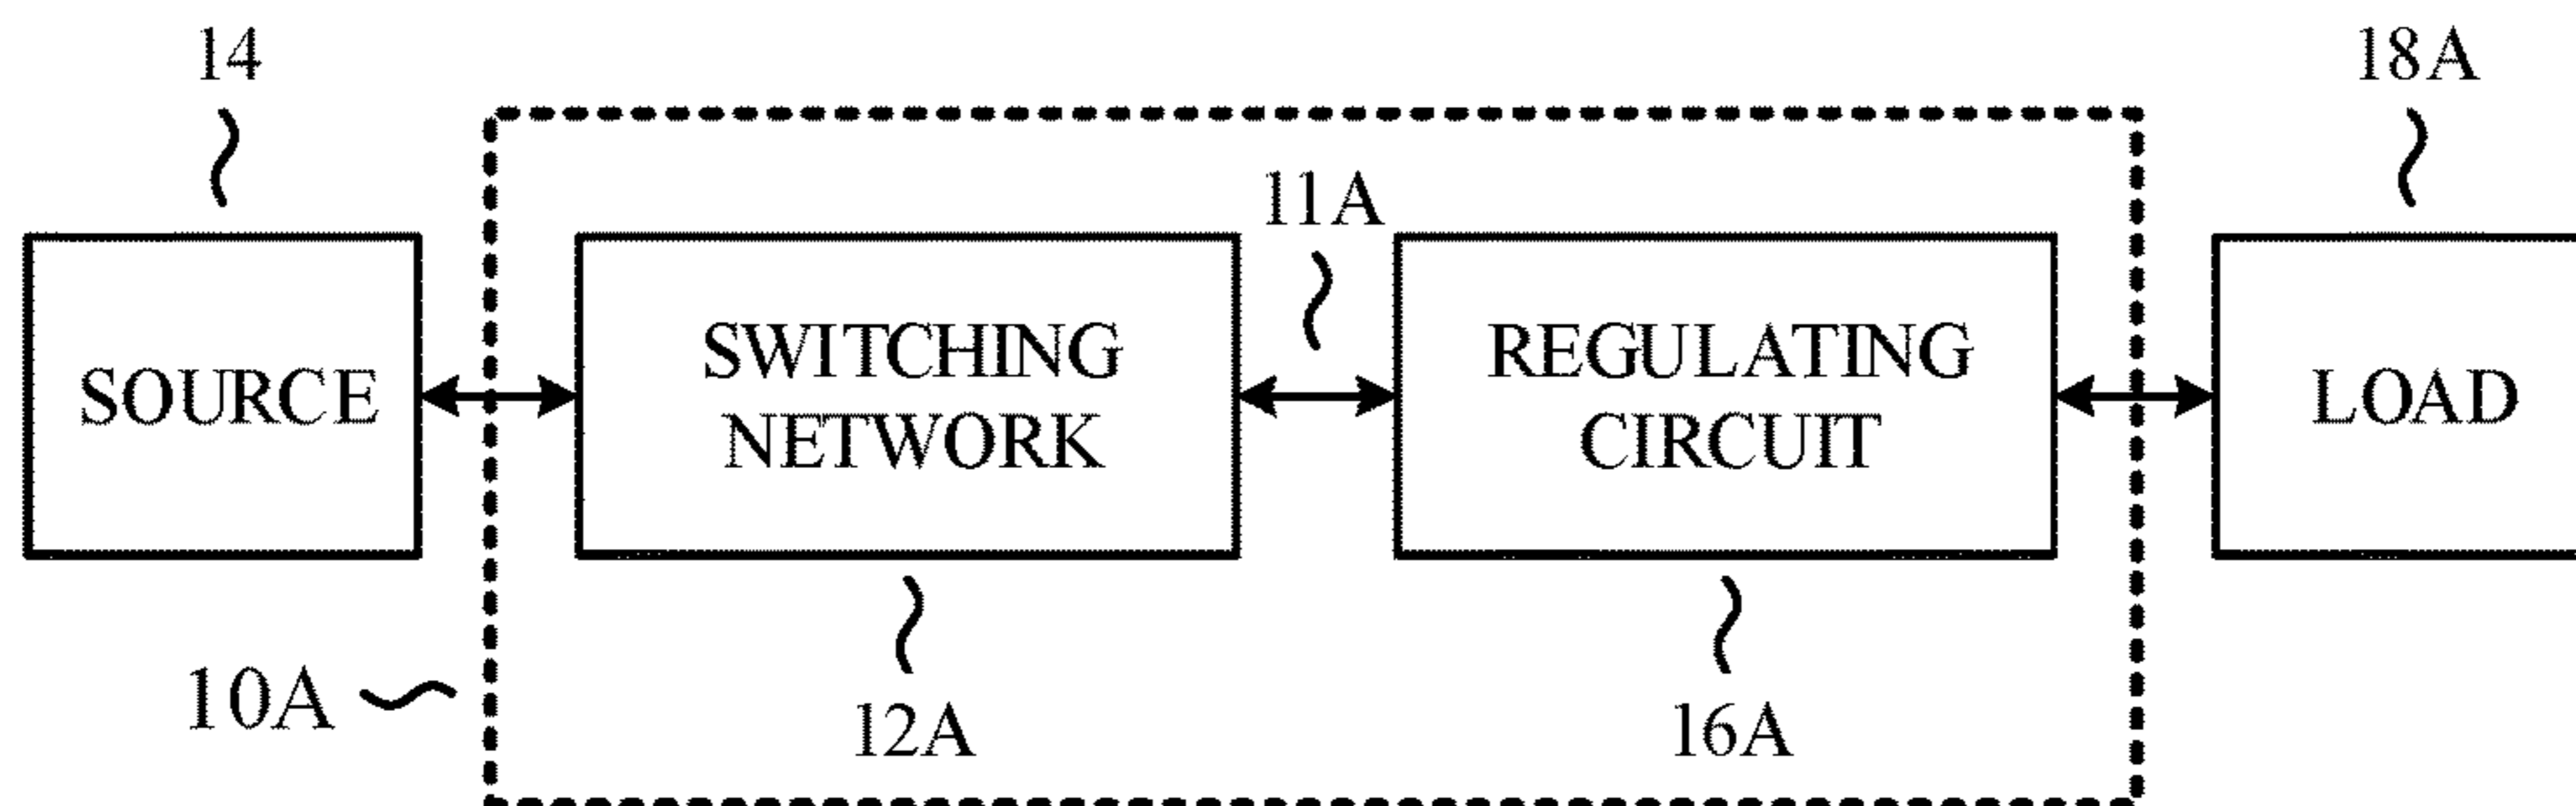 14
18A
11A
SOURCE
SWITCHING
NETWORK
REGULATING
CIRCUIT
LOAD
10A
12A
16A